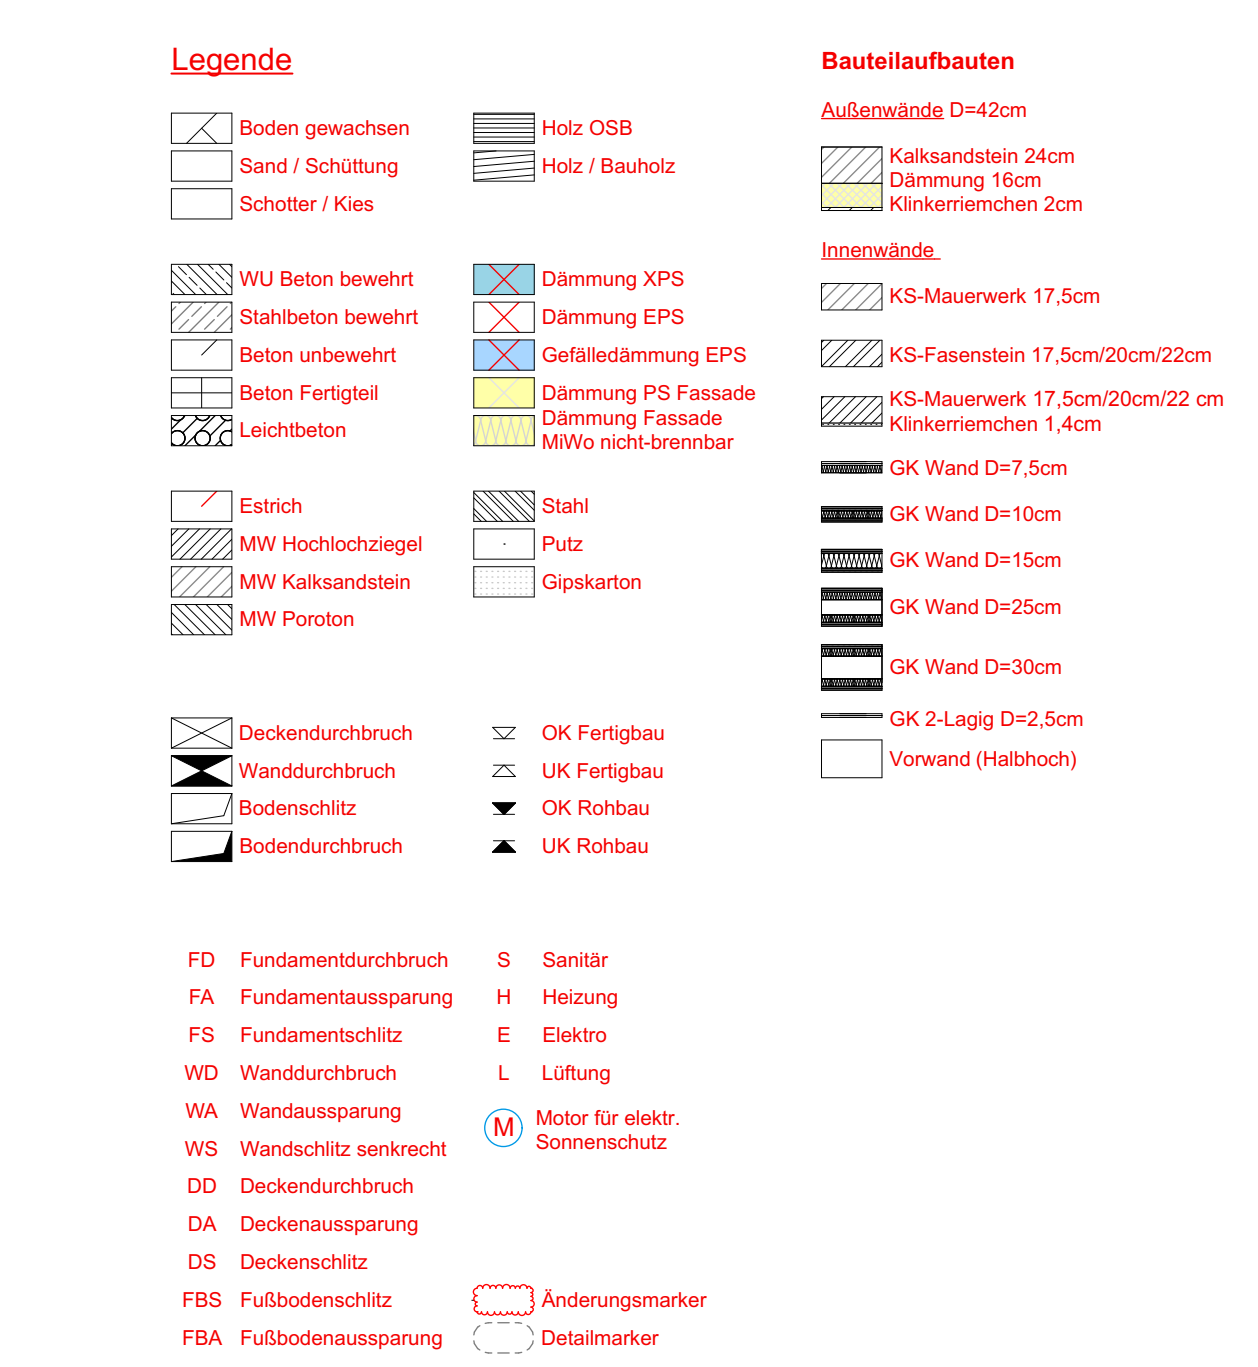 Legende
Boden gewachsen
Sand / Schüttung
Schotter / Kies
Holz OSB
Holz / Bauholz
WU Beton bewehrt
Stahlbeton bewehrt
Beton unbewehrt
Beton Fertigteil
Leichtbeton
Dämmung XPS
Dämmung EPS
Gefälledämmung EPS
Dämmung PS Fassade
Dämmung Fassade
MiWo nicht-brennbar
Estrich
MW Hochlochziegel
MW Kalksandstein
MW Poroton
Stahl
Putz
Gipskarton
Deckendurchbruch
Wanddurchbruch
Bodenschlitz
Bodendurchbruch
OK Fertigbau
UK Fertigbau
OK Rohbau
UK Rohbau
FD Fundamentdurchbruch
FA Fundamentaussparung
FS Fundamentschlitz
WD Wanddurchbruch
WA Wandaussparung
WS Wandschlitz senkrecht
DD Deckendurchbruch
DA Deckenaussparung
DS Deckenschlitz
FBS Fußbodenschlitz
FBA Fußbodenaussparung
S Sanitär
H Heizung
E Elektro
L Lüftung
M Motor für elektr.
Sonnenschutz
Änderungsmarker
Detailmarker
Bauteilaufbauten
Außenwände D=42cm
Kalksandstein 24cm
Dämmung 16cm
Klinkerriemchen 2cm
Innenwände
KS-Mauerwerk 17,5cm
KS-Fasenstein 17,5cm/20cm/22cm
KS-Mauerwerk 17,5cm/20cm/22 cm
Klinkerriemchen 1,4cm
GK Wand D=7,5cm
GK Wand D=10cm
GK Wand D=15cm
GK Wand D=25cm
GK Wand D=30cm
GK 2-Lagig D=2,5cm
Vorwand (Halbhoch)